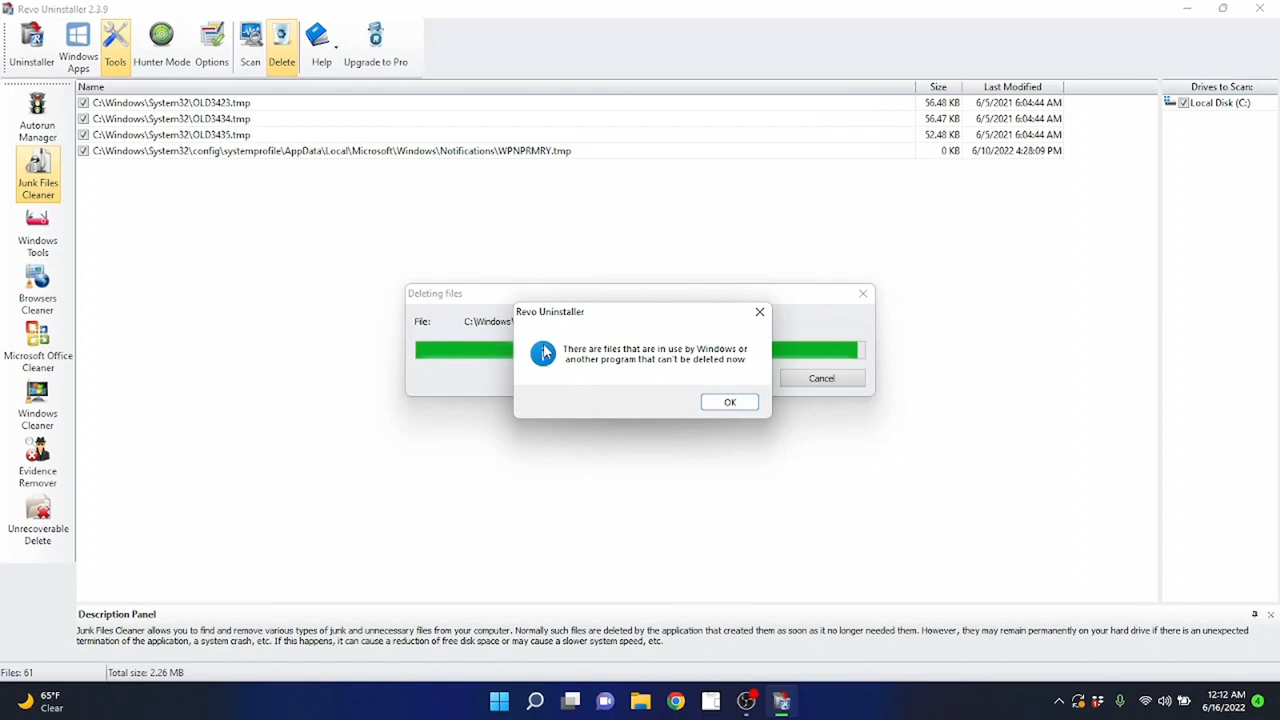 Revo Uninstaller 2.3.9
Uninstaller
Windows
Apps
Tools
Hunter Mode
Options
Scan
Delete
Help
Upgrade to Pro
Autorun
Manager
Junk Files
Cleaner
Windows
Tools
Browsers
Cleaner
Microsoft Office
Cleaner
Windows
Cleaner
Evidence
Remover
Unrecoverable
Delete
Name Size Last Modified
C:\Windows\System32\OLD3423.tmp 56.48 KB 6/5/2021 6:04:44 AM
C:\Windows\System32\OLD3434.tmp 56.47 KB 6/5/2021 6:04:44 AM
C:\Windows\System32\OLD3435.tmp 52.48 KB 6/5/2021 6:04:44 AM
C:\Windows\System32\config\systemprofile\AppData\Local\Microsoft\Windows\Notifications\WPNPRMRY.tmp 0 KB 6/10/2022 4:28:09 PM
Drives to Scan:
Local Disk (C:)
Deleting files
File: C:\Windows\
Cancel
Revo Uninstaller
There are files that are in use by Windows or
another program that can't be deleted now
OK
Description Panel
Junk Files Cleaner allows you to find and remove various types of junk and unnecessary files from your computer. Normally such files are deleted by the application that created them as soon as it no longer needed them. However, they may remain permanently on your hard drive if there is an unexpected
termination of the application, a system crash, etc. If this happens, it can cause a reduction of free disk space or may cause a slower system speed, etc.
Files: 61 Total size: 2.26 MB
65°F
Clear
12:12 AM
6/16/2022
4